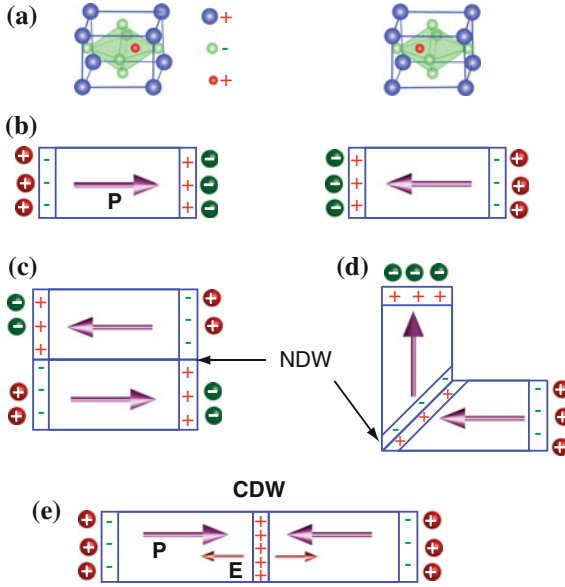 (a)
+
-
+
(b)
+ - + -
- + - +
+ - P + -
- + - +
+ - + -
- + - +
(c)
- + - +
- + - +
+ -
NDW
+ - +
- + -
+ - + -
(d)
- - -
+ + +
- - -
+ + +
- +
- +
- +
CDW
(e)
+ - + - +
+ - P E + - +
+ - + - +